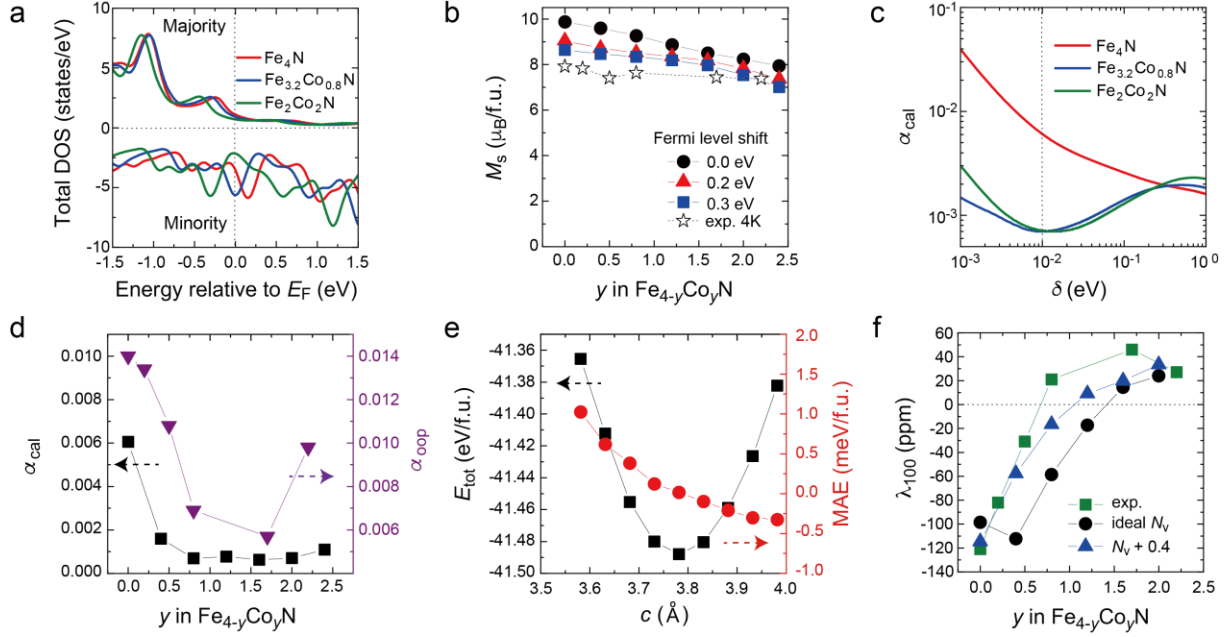 a
Majority
Fe4N
Fe3.2Co0.8N
Fe2Co2N
Minority
Total DOS (states/eV)
10
5
0
-5
-10
-1.5 -1.0 -0.5 0.0 0.5 1.0 1.5
Energy relative to EF (eV)
b
Ms (μB/f.u.)
10
9
8
7
6
5
4
3
2
1
0
Fermi level shift
0.0 eV
0.2 eV
0.3 eV
exp. 4K
0.0 0.5 1.0 1.5 2.0 2.5
y in Fe4-yCoyN
c
αcal
10-1
10-2
10-3
Fe4N
Fe3.2Co0.8N
Fe2Co2N
10-3 10-2 10-1 100
δ (eV)
d
αcal
0.010
0.008
0.006
0.004
0.002
0.000
0.014
0.012
0.010
0.008
0.006
αoop
0.0 0.5 1.0 1.5 2.0 2.5
y in Fe4-yCoyN
e
Etot (eV/f.u.)
-41.36
-41.38
-41.40
-41.42
-41.44
-41.46
-41.48
-41.50
2.0
1.5
1.0
0.5
0.0
-0.5
-1.0
MAE (meV/f.u.)
3.5 3.6 3.7 3.8 3.9 4.0
c (Å)
f
λ100 (ppm)
60
40
20
0
-20
-40
-60
-80
-100
-120
-140
exp.
ideal Nv
Nv + 0.4
0.0 0.5 1.0 1.5 2.0 2.5
y in Fe4-yCoyN